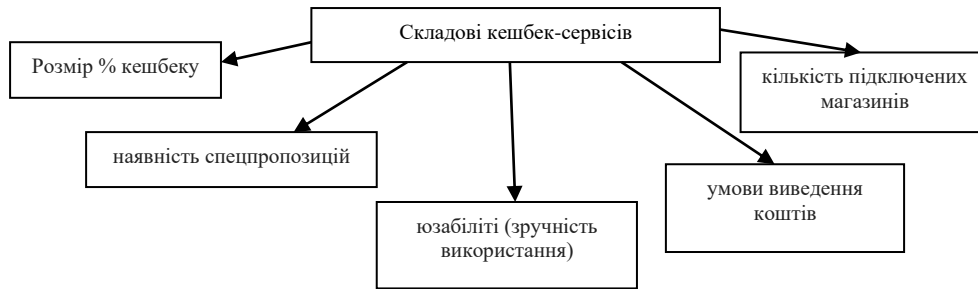 Складові кешбек-сервісів
Розмір % кешбеку
кількість підключених
магазинів
наявність спецпропозицій
умови виведення
коштів
юзабіліті (зручність
використання)